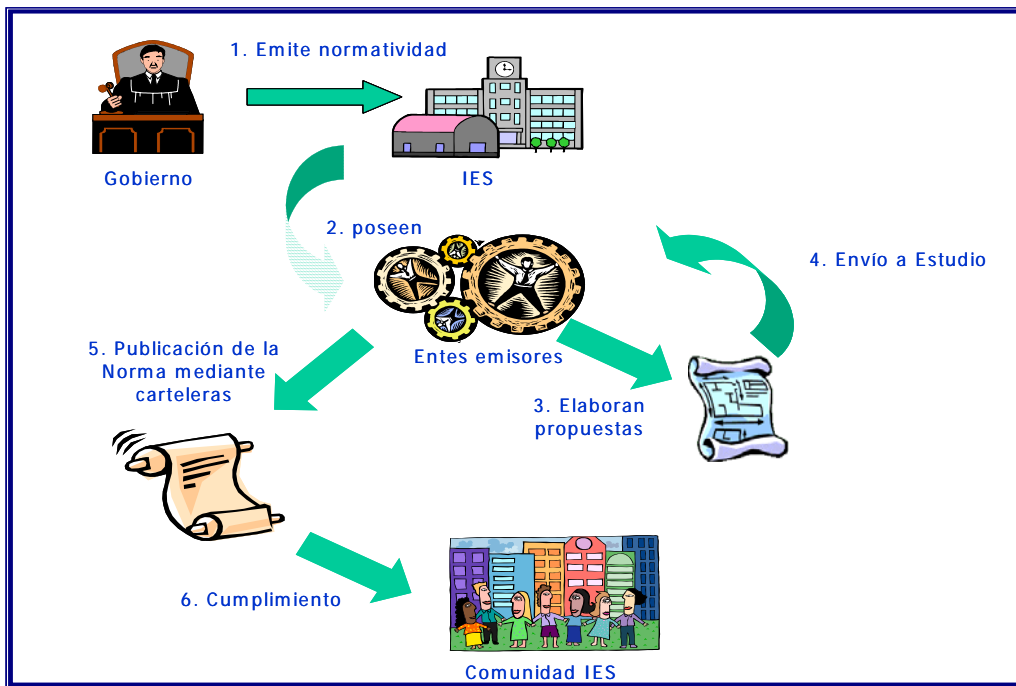 1. Emite normatividad
Gobierno
IES
2. poseen
4. Envío a Estudio
Entes emisores
5. Publicación de la
Norma mediante
carteleras
3. Elaboran
propuestas
6. Cumplimiento
Comunidad IES